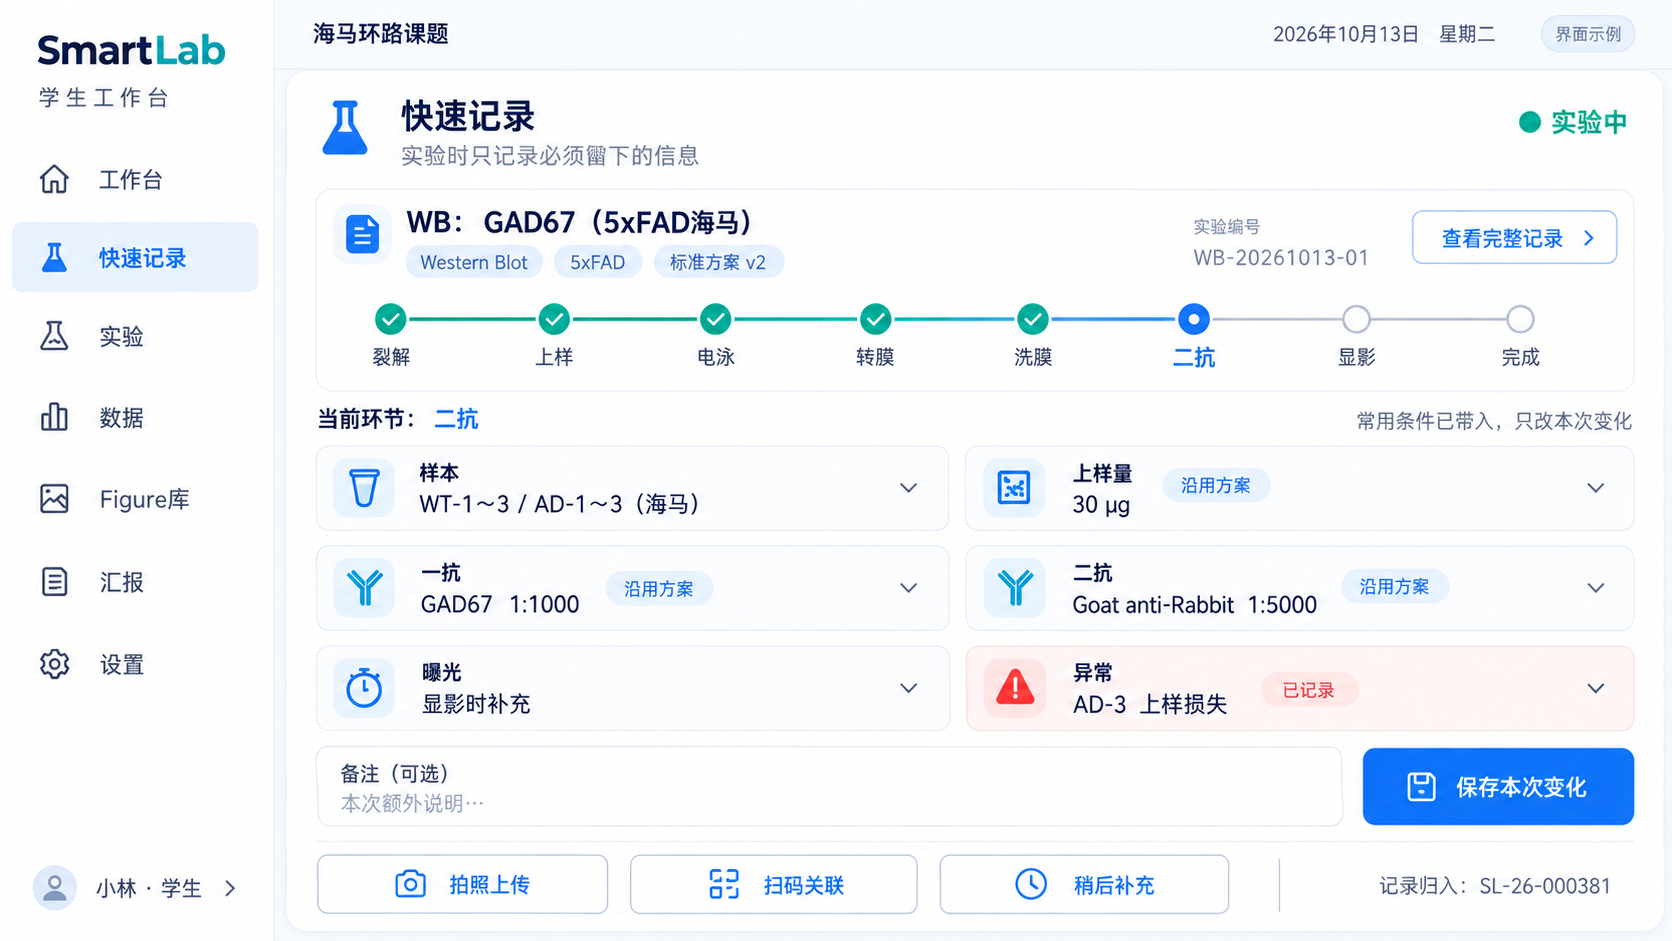 SmartLab
学生工作台
工作台
快速记录
实验
数据
Figure库
汇报
设置
小林 · 学生
海马环路课题
2026年10月13日 星期二
界面示例
快速记录
实验时只记录必须留下的信息
实验中
WB： GAD67（5xFAD海马）
Western Blot
5xFAD
标准方案 v2
实验编号
WB-20261013-01
查看完整记录
裂解
上样
电泳
转膜
洗膜
二抗
显影
完成
当前环节： 二抗
常用条件已带入，只改本次变化
样本
WT-1～3 / AD-1～3（海马）
上样量
30 μg
沿用方案
一抗
GAD67 1:1000
沿用方案
二抗
Goat anti-Rabbit 1:5000
沿用方案
曝光
显影时补充
异常
AD-3 上样损失
已记录
备注（可选）
本次额外说明…
保存本次变化
拍照上传
扫码关联
稍后补充
记录归入：SL-26-000381